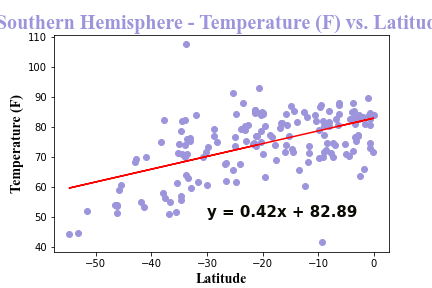 Southern Hemisphere - Temperature (F) vs. Latitud
110
100
90
80
70
60
50
40
Temperature (F)
y = 0.42x + 82.89
−50 −40 −30 −20 −10 0
Latitude